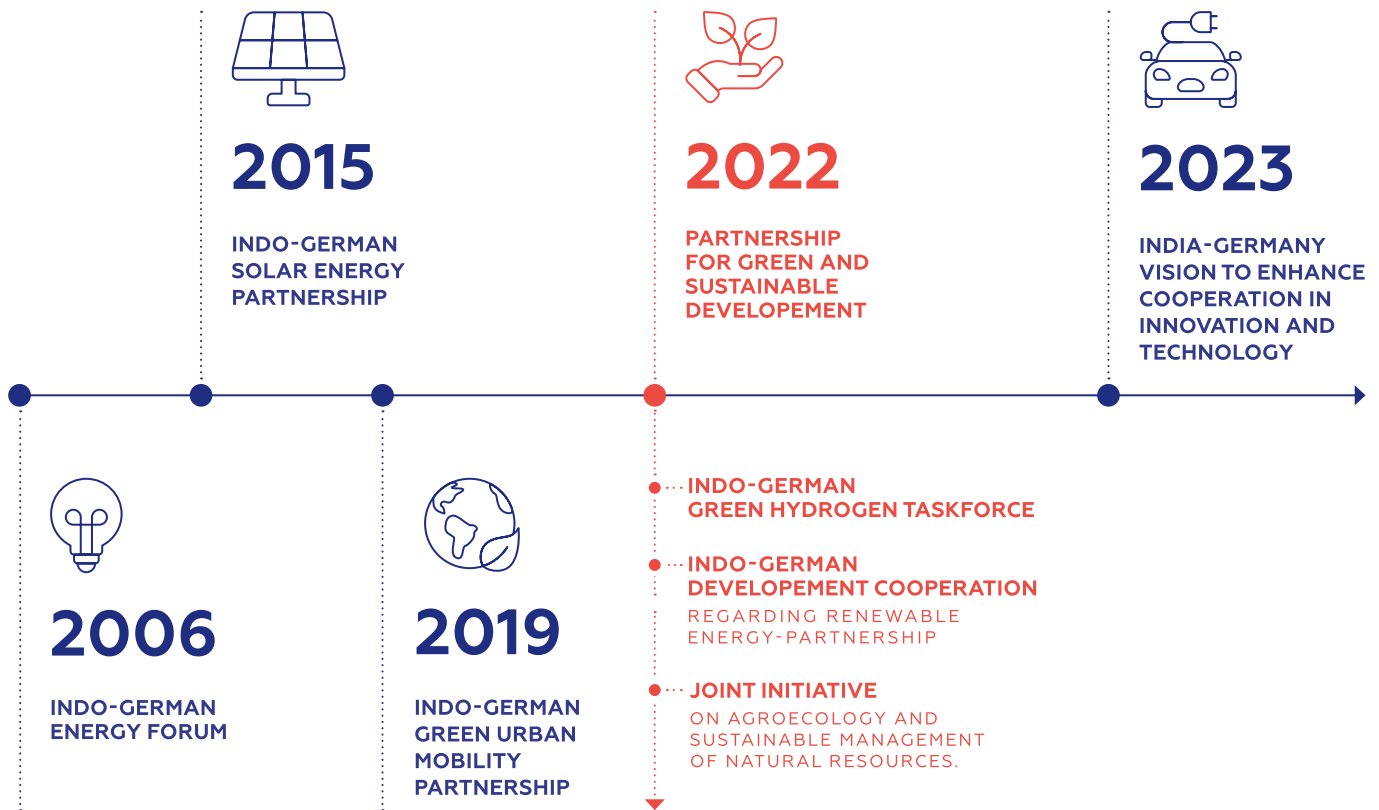 2015
INDO-GERMAN
SOLAR ENERGY
PARTNERSHIP
2022
PARTNERSHIP
FOR GREEN AND
SUSTAINABLE
DEVELOPEMENT
2023
INDIA-GERMANY
VISION TO ENHANCE
COOPERATION IN
INNOVATION AND
TECHNOLOGY
2006
INDO-GERMAN
ENERGY FORUM
2019
INDO-GERMAN
GREEN URBAN
MOBILITY
PARTNERSHIP
INDO-GERMAN
GREEN HYDROGEN TASKFORCE
INDO-GERMAN
DEVELOPEMENT COOPERATION
REGARDING RENEWABLE
ENERGY-PARTNERSHIP
JOINT INITIATIVE
ON AGROECOLOGY AND
SUSTAINABLE MANAGEMENT
OF NATURAL RESOURCES.